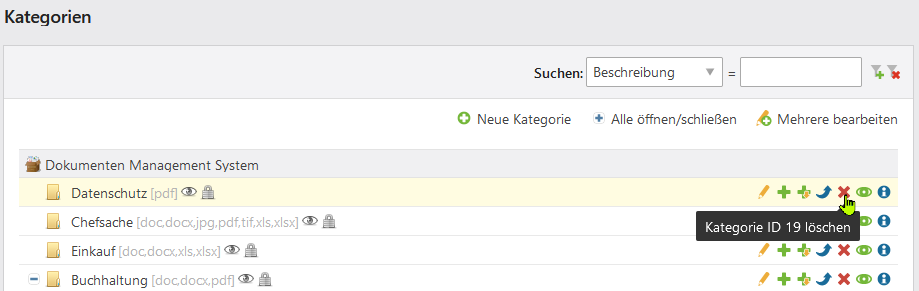 Kategorien
Suchen: Beschreibung =
Neue Kategorie Alle öffnen/schließen Mehrere bearbeiten
Dokumenten Management System
Datenschutz [pdf]
Chefsache [doc,docx,jpg,pdf,tif,xls,xlsx]
Kategorie ID 19 löschen
Einkauf [doc,docx,xls,xlsx]
Buchhaltung [doc,docx,pdf]